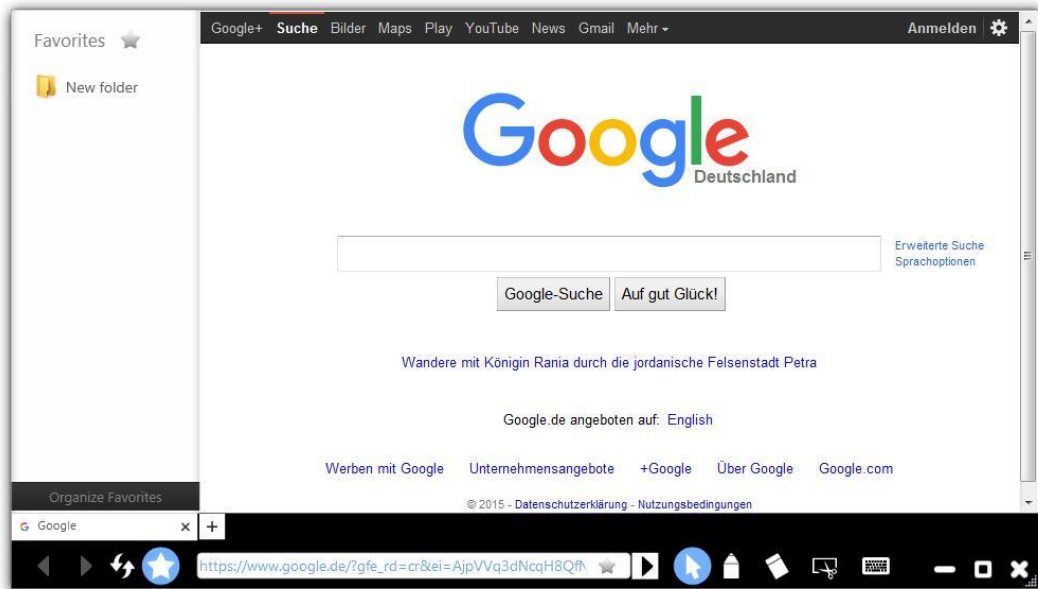 Favorites
New folder
Organize Favorites
Google+ Suche Bilder Maps Play YouTube News Gmail Mehr Anmelden
Google
Deutschland
Erweiterte Suche
Sprachoptionen
Google-Suche Auf gut Glück!
Wandere mit Königin Rania durch die jordanische Felsenstadt Petra
Google.de angeboten auf: English
Werben mit Google Unternehmensangebote +Google Über Google Google.com
© 2015 - Datenschutzerklärung - Nutzungsbedingungen
G Google x +
https://www.google.de/?gfe_rd=cr&ei=AjpVVq3dNcqH8Qf